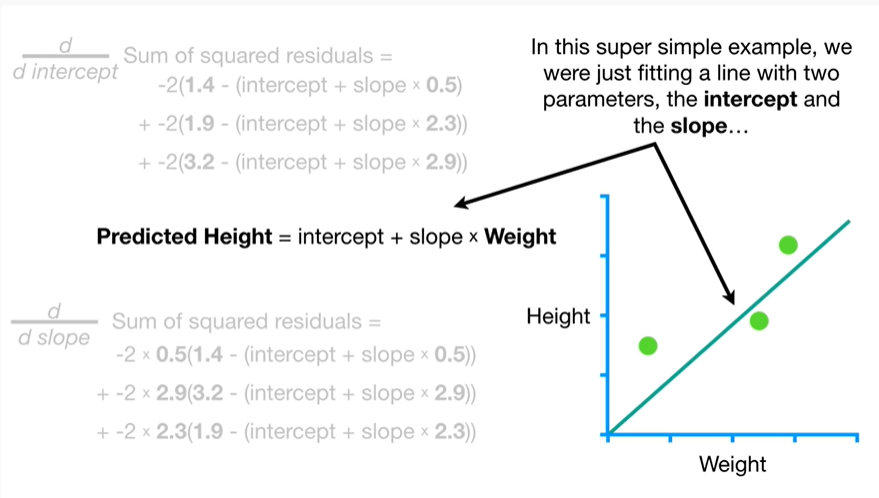 d
d intercept
Sum of squared residuals =
-2(1.4 - (intercept + slope × 0.5)
+ -2(1.9 - (intercept + slope × 2.3))
+ -2(3.2 - (intercept + slope × 2.9))
In this super simple example, we
were just fitting a line with two
parameters, the intercept and
the slope…
Predicted Height = intercept + slope x Weight
d
d slope
Sum of squared residuals =
-2 × 0.5(1.4 - (intercept + slope × 0.5))
+ -2 × 2.9(3.2 - (intercept + slope × 2.9))
+ -2 × 2.3(1.9 - (intercept + slope × 2.3))
Height
Weight